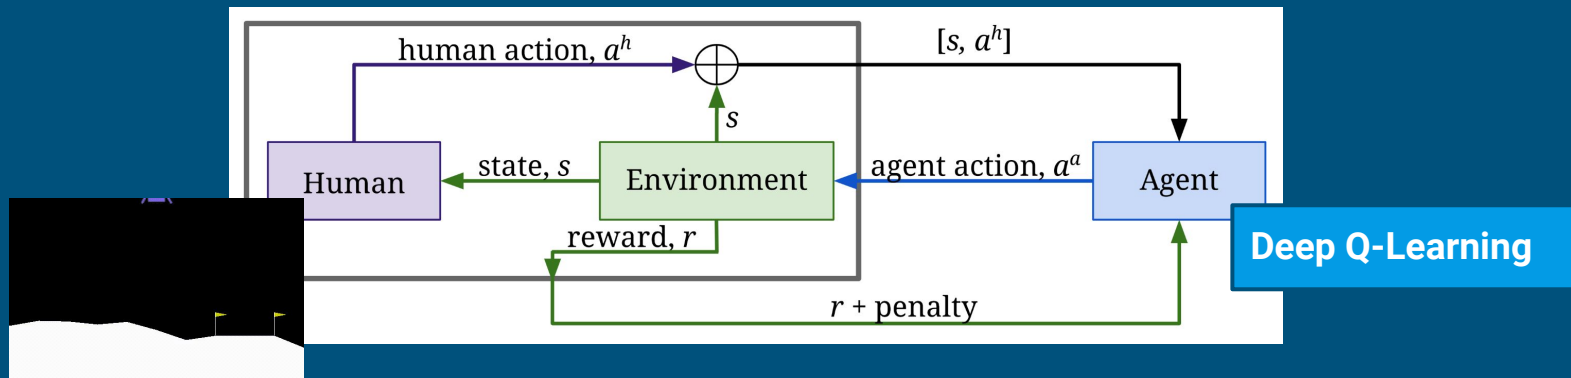 human action, aʰ
[s, aʰ]
s
Human
state, s
Environment
agent action, aᵃ
Agent
reward, r
Deep Q-Learning
r + penalty